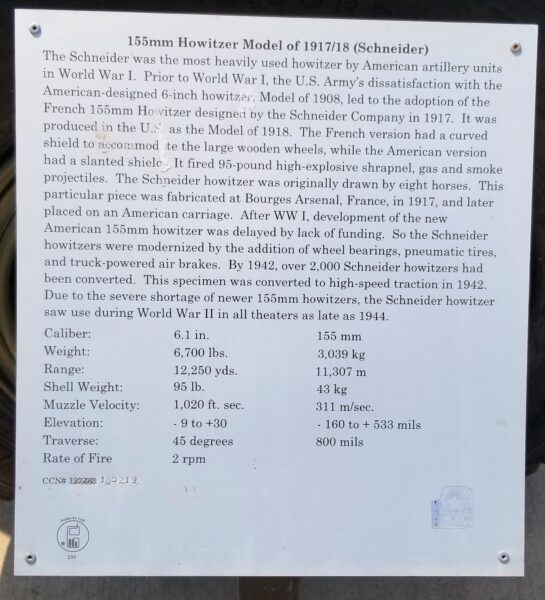 155mm Howitzer Model of 1917/18 (Schneider)
The Schneider was the most heavily used howitzer by American artillery units
in World War I. Prior to World War I, the U.S. Army's dissatisfaction with the
American-designed 6-inch howitzer, Model of 1908, led to the adoption of the
French 155mm Howitzer designed by the Schneider Company in 1917. It was
produced in the U.S. as the Model of 1918. The French version had a curved
shield to accommodate the large wooden wheels, while the American version
had a slanted shield. It fired 95-pound high-explosive shrapnel, gas and smoke
projectiles. The Schneider howitzer was originally drawn by eight horses. This
particular piece was fabricated at Bourges Arsenal, France, in 1917, and later
placed on an American carriage. After WW I, development of the new
American 155mm howitzer was delayed by lack of funding. So the Schneider
howitzers were modernized by the addition of wheel bearings, pneumatic tires,
and truck-powered air brakes. By 1942, over 2,000 Schneider howitzers had
been converted. This specimen was converted to high-speed traction in 1942.
Due to the severe shortage of newer 155mm howitzers, the Schneider howitzer
saw use during World War II in all theaters as late as 1944.
Caliber: 6.1 in. 155 mm
Weight: 6,700 lbs. 3,039 kg
Range: 12,250 yds. 11,307 m
Shell Weight: 95 lb. 43 kg
Muzzle Velocity: 1,020 ft. sec. 311 m/sec.
Elevation: - 9 to +30 - 160 to + 533 mils
Traverse: 45 degrees 800 mils
Rate of Fire 2 rpm
CCN#